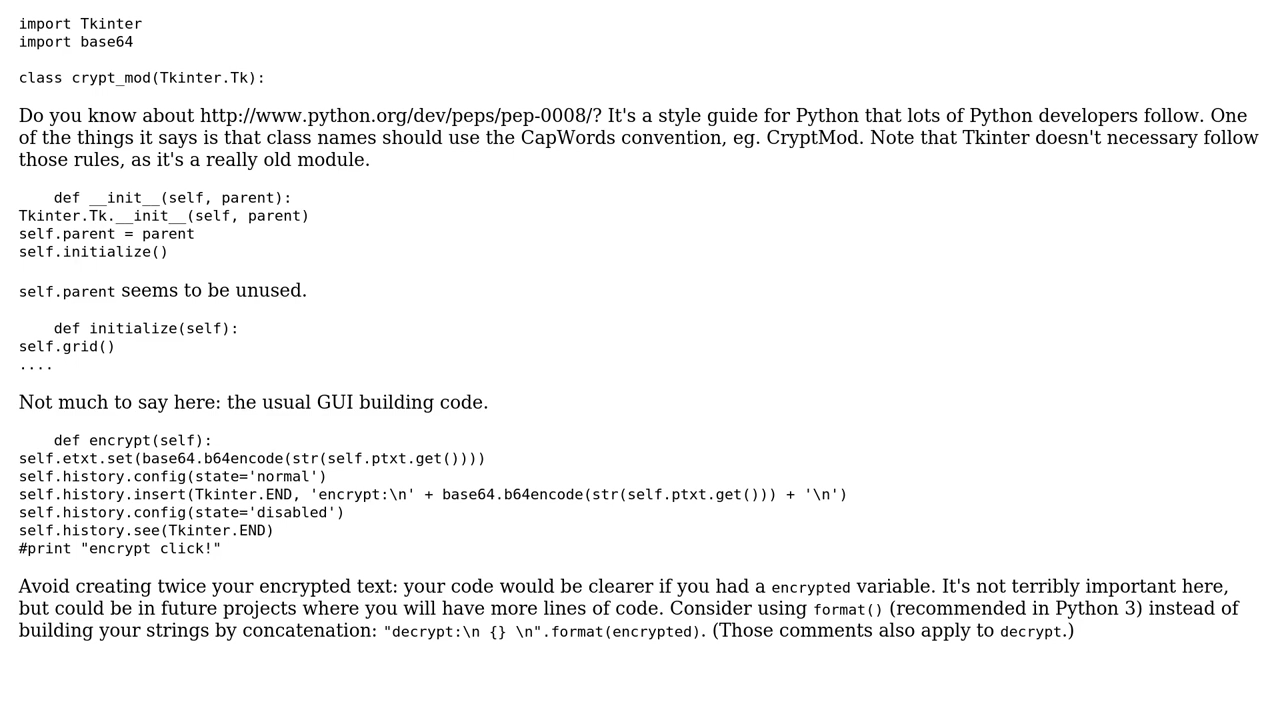 import Tkinter
import base64
class crypt_mod(Tkinter.Tk):
Do you know about http://www.python.org/dev/peps/pep-0008/? It's a style guide for Python that lots of Python developers follow. One
of the things it says is that class names should use the CapWords convention, eg. CryptMod. Note that Tkinter doesn't necessary follow
those rules, as it's a really old module.
    def __init__(self, parent):
Tkinter.Tk.__init__(self, parent)
self.parent = parent
self.initialize()
self.parent seems to be unused.
    def initialize(self):
self.grid()
....
Not much to say here: the usual GUI building code.
    def encrypt(self):
self.etxt.set(base64.b64encode(str(self.ptxt.get())))
self.history.config(state='normal')
self.history.insert(Tkinter.END, 'encrypt:\n' + base64.b64encode(str(self.ptxt.get())) + '\n')
self.history.config(state='disabled')
self.history.see(Tkinter.END)
#print "encrypt click!"
Avoid creating twice your encrypted text: your code would be clearer if you had a encrypted variable. It's not terribly important here,
but could be in future projects where you will have more lines of code. Consider using format() (recommended in Python 3) instead of
building your strings by concatenation: "decrypt:\n {} \n".format(encrypted). (Those comments also apply to decrypt.)